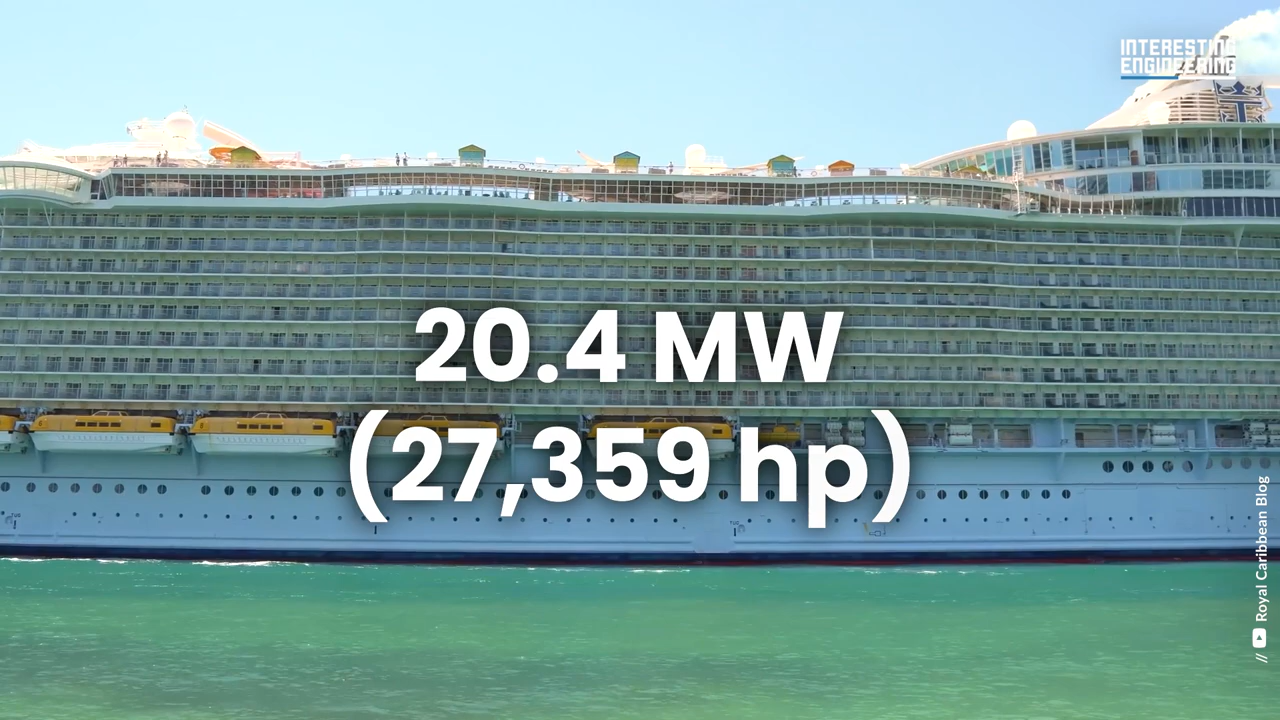 INTERESTING
ENGINEERING
20.4 MW
(27,359 hp)
// Royal Caribbean Blog